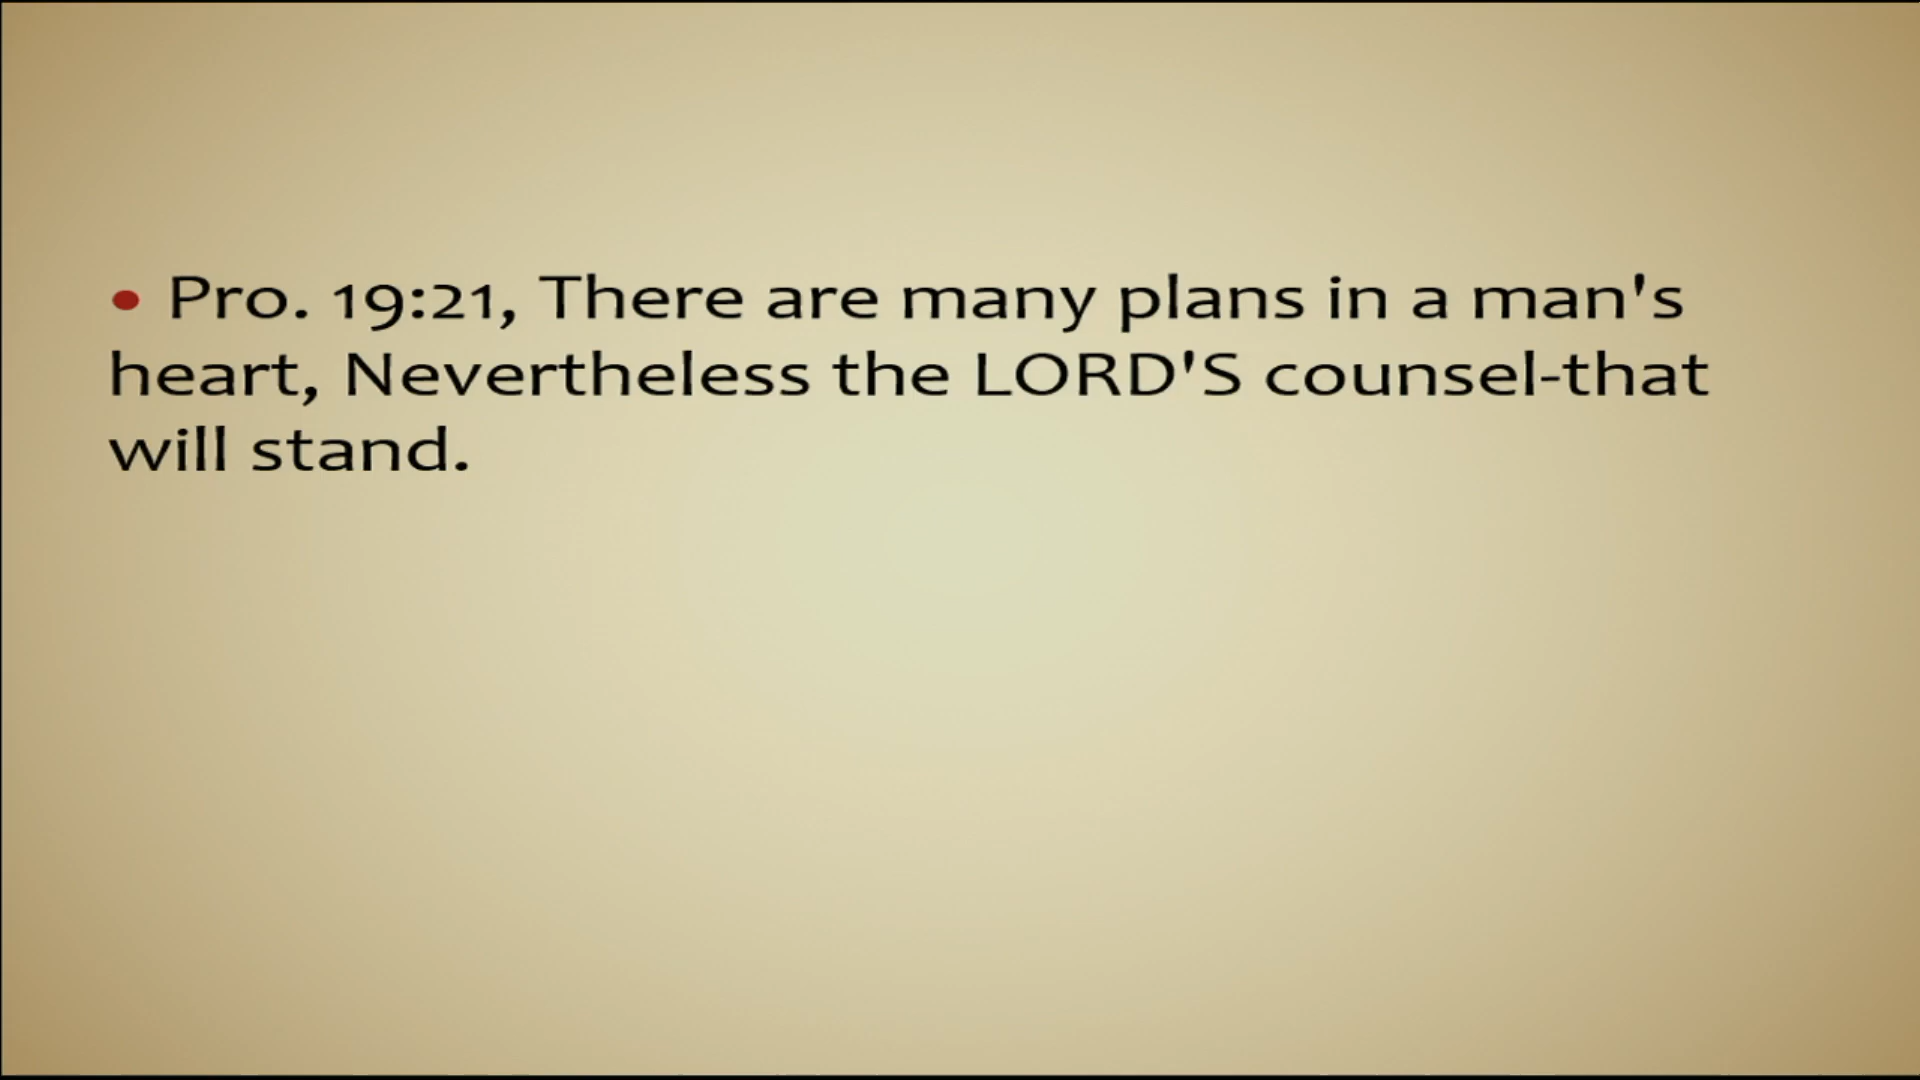 • Pro. 19:21, There are many plans in a man's
heart, Nevertheless the LORD'S counsel-that
will stand.